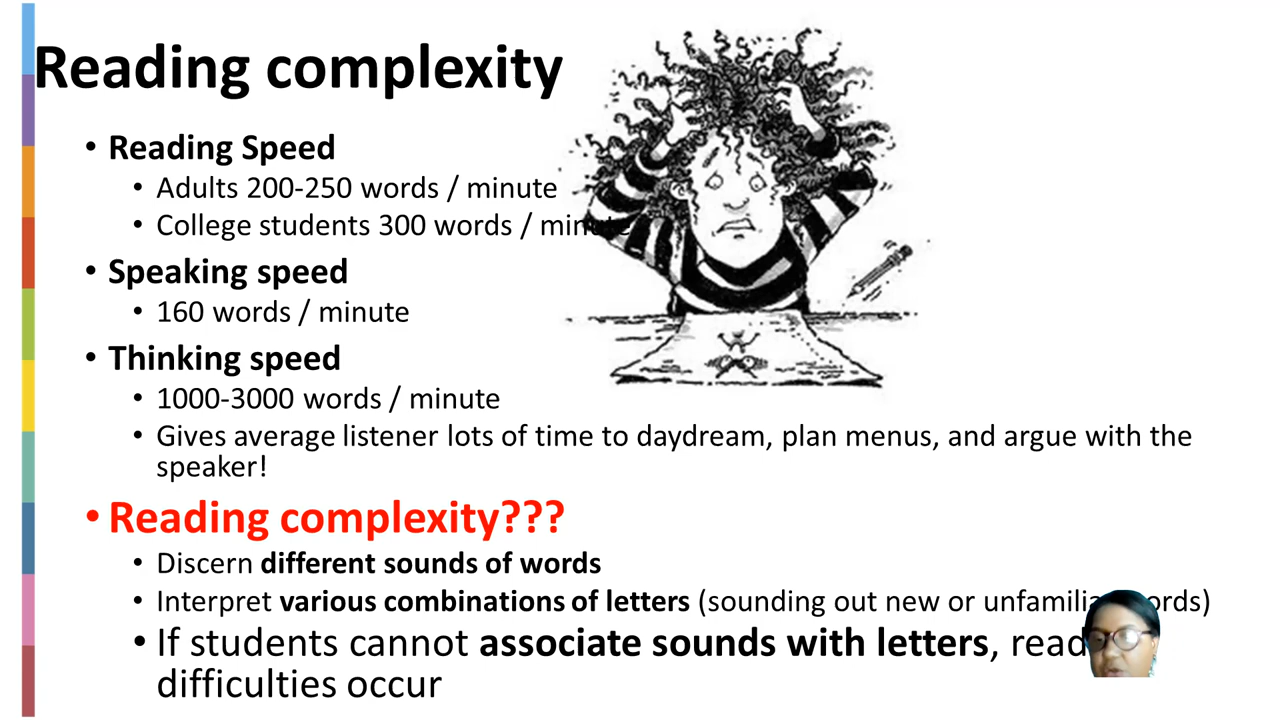 Reading complexity
• Reading Speed
• Adults 200-250 words / minute
• College students 300 words / minute
• Speaking speed
• 160 words / minute
• Thinking speed
• 1000-3000 words / minute
• Gives average listener lots of time to daydream, plan menus, and argue with the
speaker!
• Reading complexity???
• Discern different sounds of words
• Interpret various combinations of letters (sounding out new or
• If students cannot associate sounds with letters,
difficulties occur